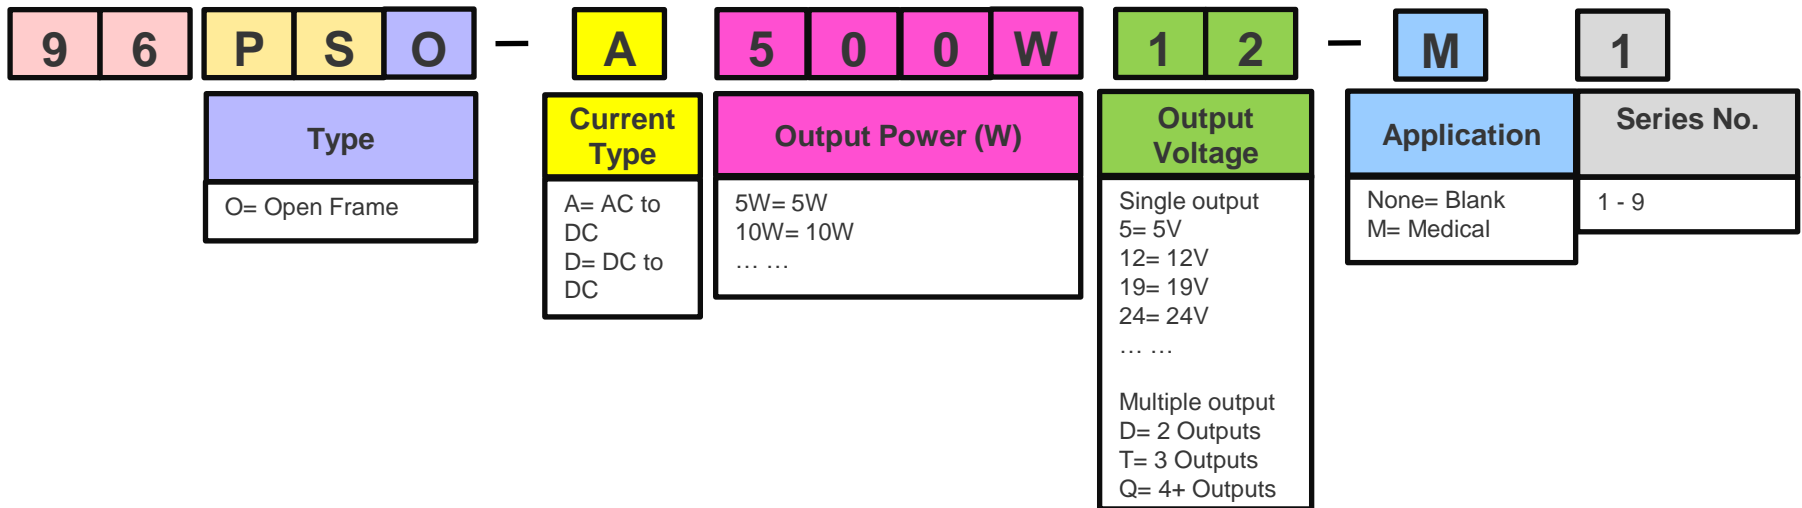 9 6 P S O – A 5 0 0 W 1 2 – M 1
Type
O= Open Frame
Current
Type
A= AC to
DC
D= DC to
DC
Output Power (W)
5W= 5W
10W= 10W
… …
Output
Voltage
Single output
5= 5V
12= 12V
19= 19V
24= 24V
… …
Multiple output
D= 2 Outputs
T= 3 Outputs
Q= 4+ Outputs
Application
None= Blank
M= Medical
Series No.
1 - 9